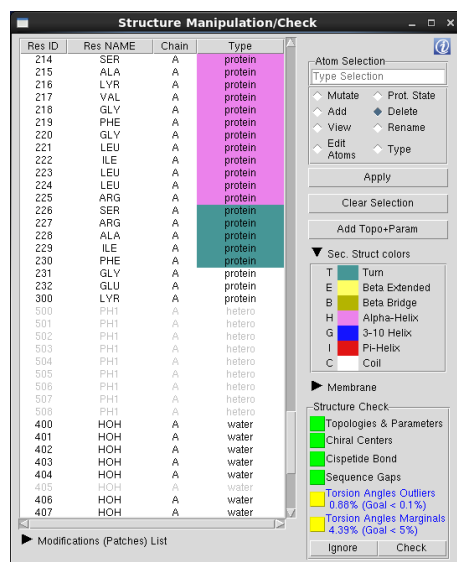 Structure Manipulation/Check
Res ID Res NAME Chain Type
214 SER A protein
215 ALA A protein
216 LYR A protein
217 VAL A protein
218 GLY A protein
219 PHE A protein
220 GLY A protein
221 LEU A protein
222 ILE A protein
223 LEU A protein
224 LEU A protein
225 ARG A protein
226 SER A protein
227 ARG A protein
228 ALA A protein
229 ILE A protein
230 PHE A protein
231 GLY A protein
232 GLU A protein
300 LYR A protein
500 PH1 A hetero
501 PH1 A hetero
502 PH1 A hetero
503 PH1 A hetero
504 PH1 A hetero
505 PH1 A hetero
506 PH1 A hetero
507 PH1 A hetero
508 PH1 A hetero
400 HOH A water
401 HOH A water
402 HOH A water
403 HOH A water
404 HOH A water
405 HOH A water
406 HOH A water
407 HOH A water
Modifications (Patches) List
i
Atom Selection
Type Selection
Mutate Prot. State
Add Delete
View Rename
Edit
Atoms Type
Apply
Clear Selection
Add Topo+Param
Sec. Struct colors
T Turn
E Beta Extended
B Beta Bridge
H Alpha-Helix
G 3-10 Helix
I Pi-Helix
C Coil
Membrane
Structure Check
Topologies & Parameters
Chiral Centers
Cispetide Bond
Sequence Gaps
Torsion Angles Outliers
0.88% (Goal < 0.1%)
Torsion Angles Marginals
4.39% (Goal < 5%)
Ignore Check